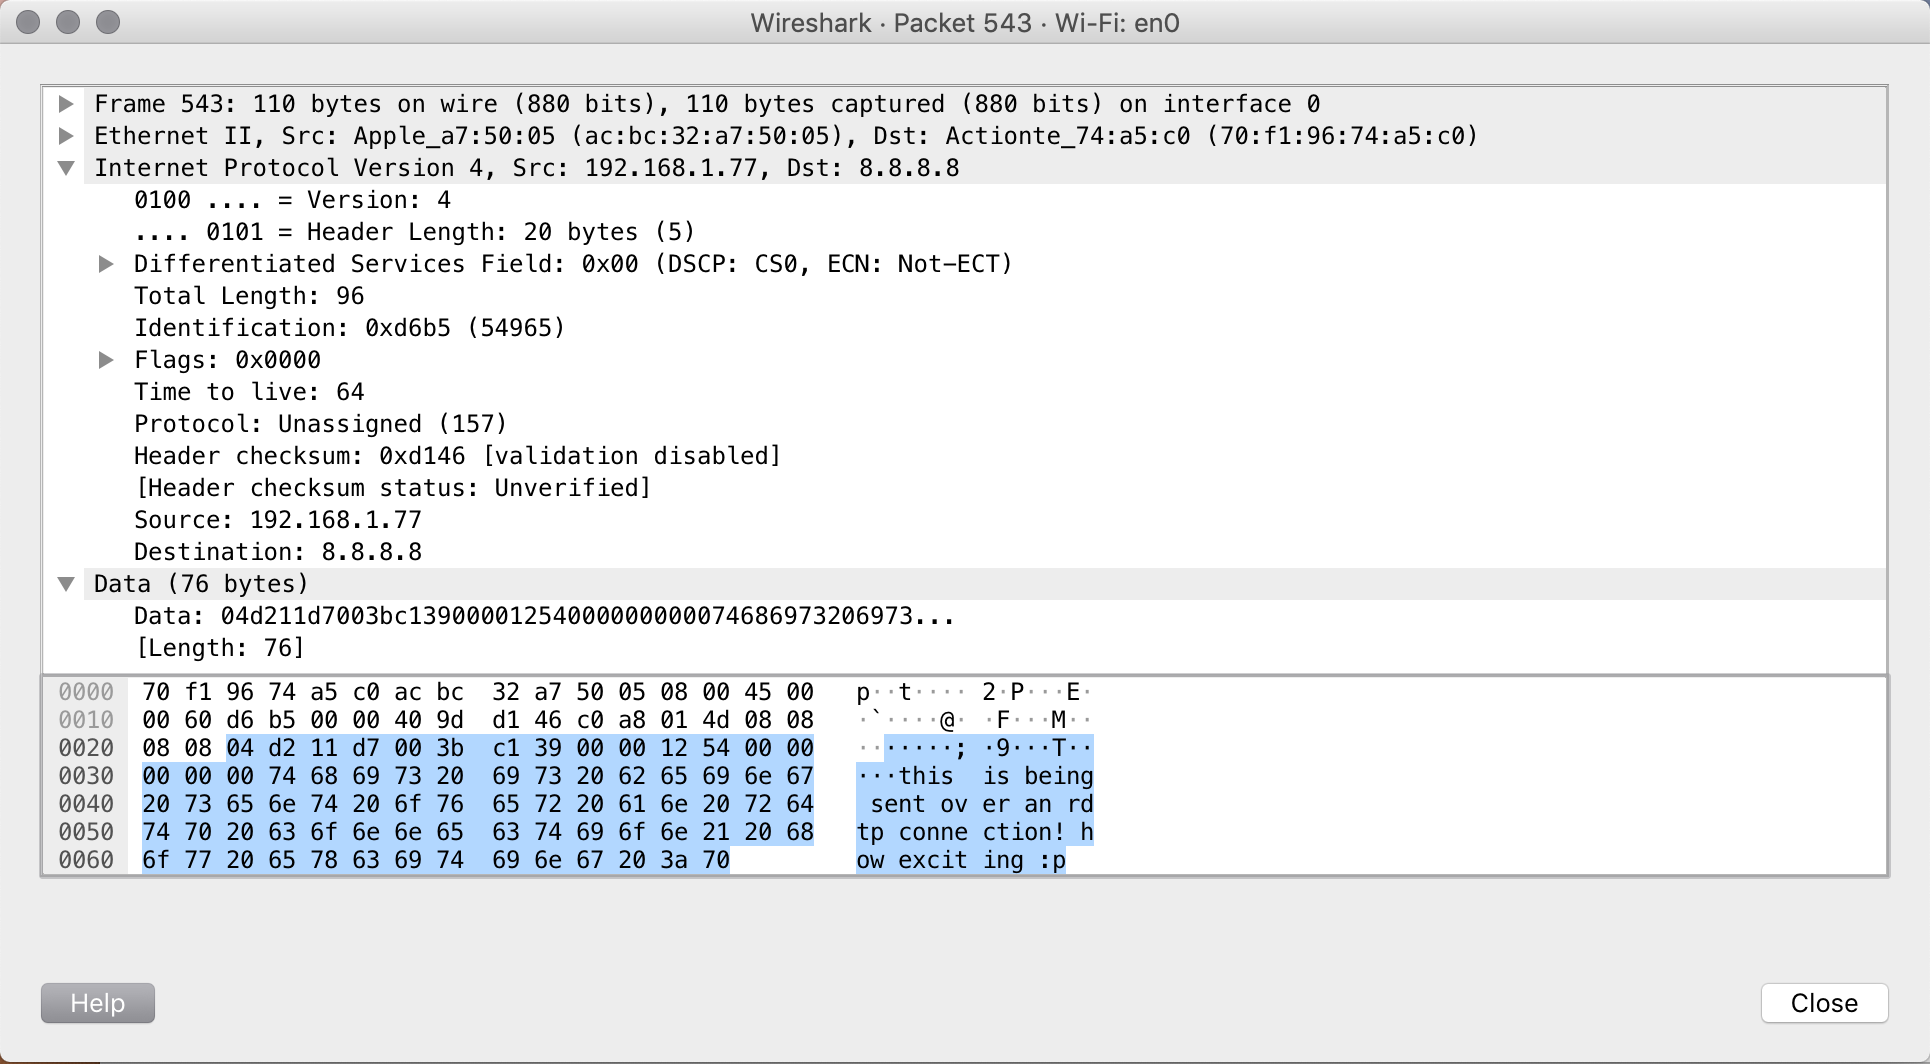 Wireshark · Packet 543 · Wi-Fi: en0
Frame 543: 110 bytes on wire (880 bits), 110 bytes captured (880 bits) on interface 0
Ethernet II, Src: Apple_a7:50:05 (ac:bc:32:a7:50:05), Dst: Actionte_74:a5:c0 (70:f1:96:74:a5:c0)
Internet Protocol Version 4, Src: 192.168.1.77, Dst: 8.8.8.8
0100 .... = Version: 4
.... 0101 = Header Length: 20 bytes (5)
Differentiated Services Field: 0x00 (DSCP: CS0, ECN: Not-ECT)
Total Length: 96
Identification: 0xd6b5 (54965)
Flags: 0x0000
Time to live: 64
Protocol: Unassigned (157)
Header checksum: 0xd146 [validation disabled]
[Header checksum status: Unverified]
Source: 192.168.1.77
Destination: 8.8.8.8
Data (76 bytes)
Data: 04d211d7003bc13900001254000000000074686973206973...
[Length: 76]
0000 70 f1 96 74 a5 c0 ac bc 32 a7 50 05 08 00 45 00 p··t···· 2·P···E·
0010 00 60 d6 b5 00 00 40 9d d1 46 c0 a8 01 4d 08 08 ·`····@· ·F···M··
0020 08 08 04 d2 11 d7 00 3b c1 39 00 00 12 54 00 00 ·······; ·9···T··
0030 00 00 00 74 68 69 73 20 69 73 20 62 65 69 6e 67 ···this  is being
0040 20 73 65 6e 74 20 6f 76 65 72 20 61 6e 20 72 64  sent ov er an rd
0050 74 70 20 63 6f 6e 6e 65 63 74 69 6f 6e 21 20 68 tp conne ction! h
0060 6f 77 20 65 78 63 69 74 69 6e 67 20 3a 70 ow excit ing :p
Help
Close